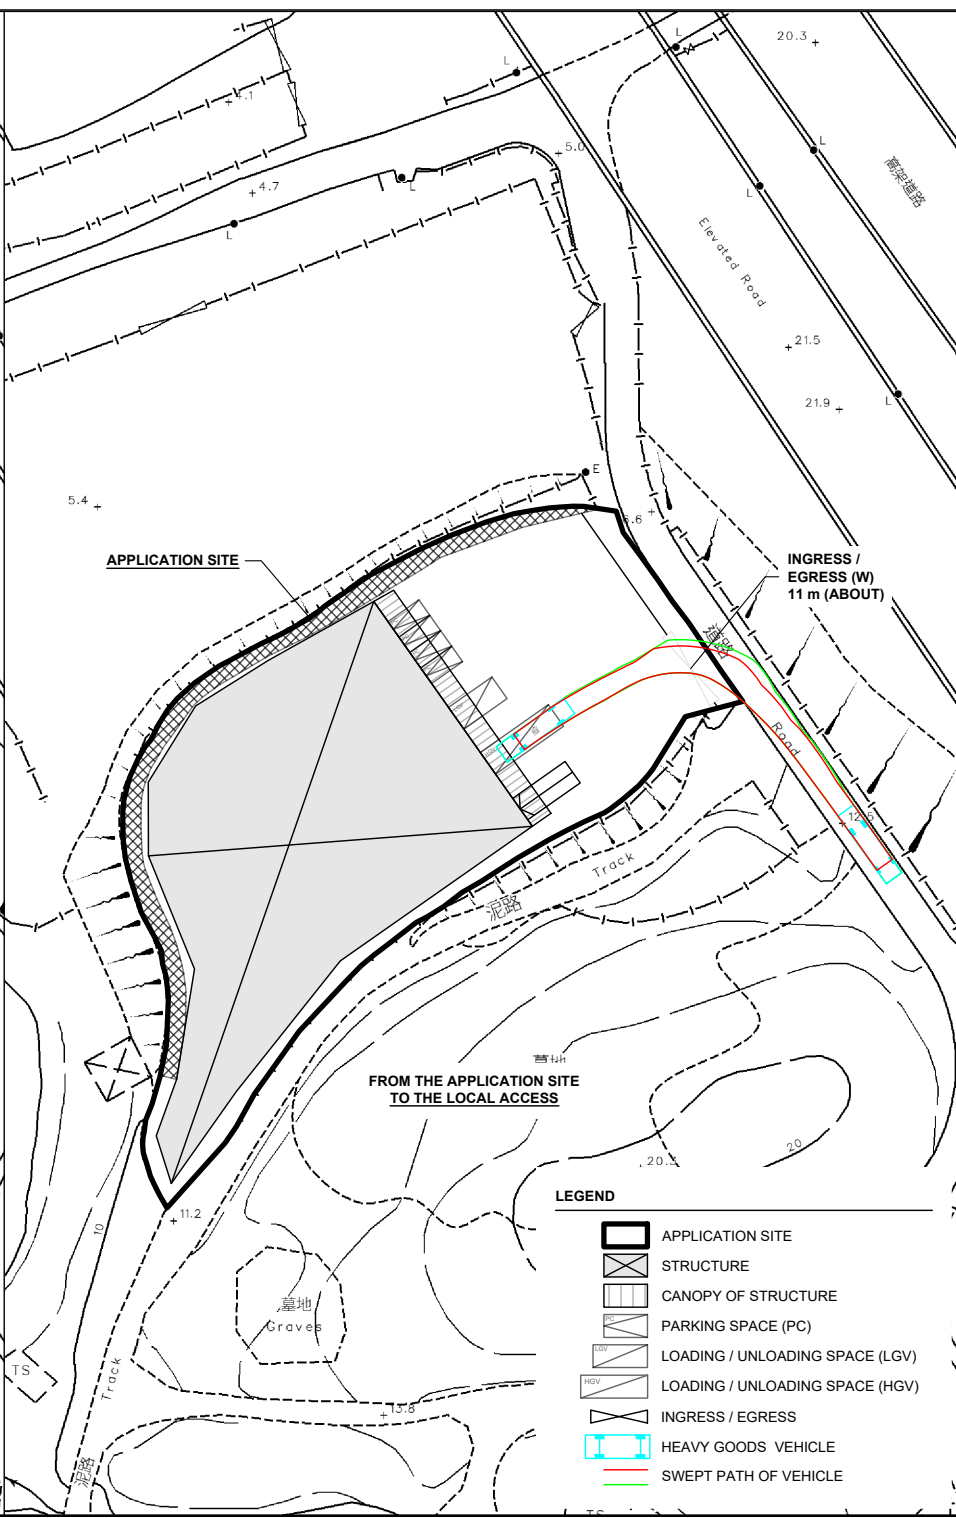 20.3
L
L
4.1
5.0
L
高架道路
4.7
L
L
L
Elevated Road
21.5
L
21.9
E
5.4
6.6
APPLICATION SITE
INGRESS /
EGRESS (W)
11 m (ABOUT)
道路
Road
12.5
Track
泥路
草地
FROM THE APPLICATION SITE
TO THE LOCAL ACCESS
20
20.3
11.2
10
墓地
Graves
TS
Track
13.8
泥路
LEGEND
APPLICATION SITE
STRUCTURE
CANOPY OF STRUCTURE
PC
PARKING SPACE (PC)
LGV
LOADING / UNLOADING SPACE (LGV)
HGV
LOADING / UNLOADING SPACE (HGV)
INGRESS / EGRESS
HEAVY GOODS VEHICLE
SWEPT PATH OF VEHICLE
TS